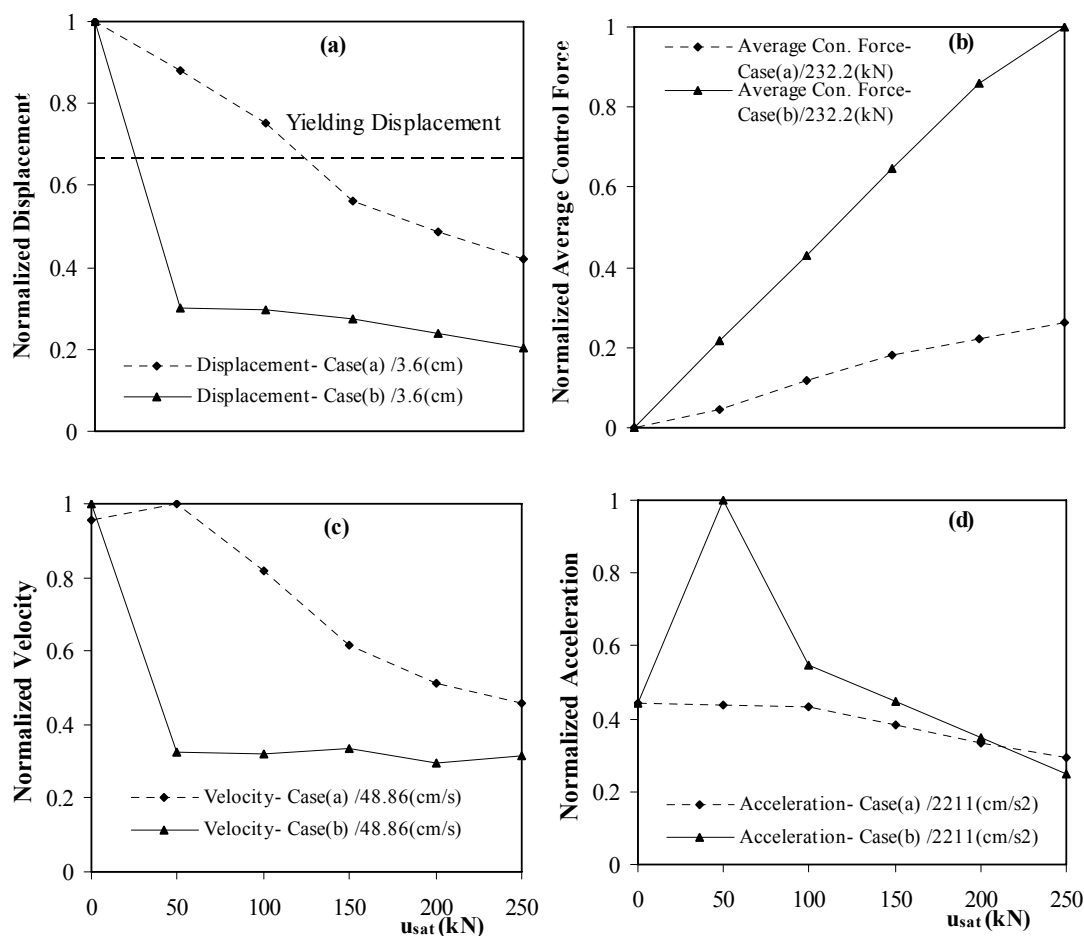 Normalized Displacement
1
0.8
0.6
0.4
0.2
0
(a)
Yielding Displacement
Displacement- Case(a) /3.6(cm)
Displacement- Case(b) /3.6(cm)
Normalized Average Control Force
1
0.8
0.6
0.4
0.2
0
(b)
Average Con. Force-
Case(a)/232.2(kN)
Average Con. Force-
Case(b)/232.2(kN)
Normalized Velocity
1
0.8
0.6
0.4
0.2
0
(c)
Velocity- Case(a) /48.86(cm/s)
Velocity- Case(b) /48.86(cm/s)
0 50 100 150 200 250
usat (kN)
Normalized Acceleration
1
0.8
0.6
0.4
0.2
0
(d)
Acceleration- Case(a) /2211(cm/s2)
Acceleration- Case(b) /2211(cm/s2)
0 50 100 150 200 250
usat (kN)